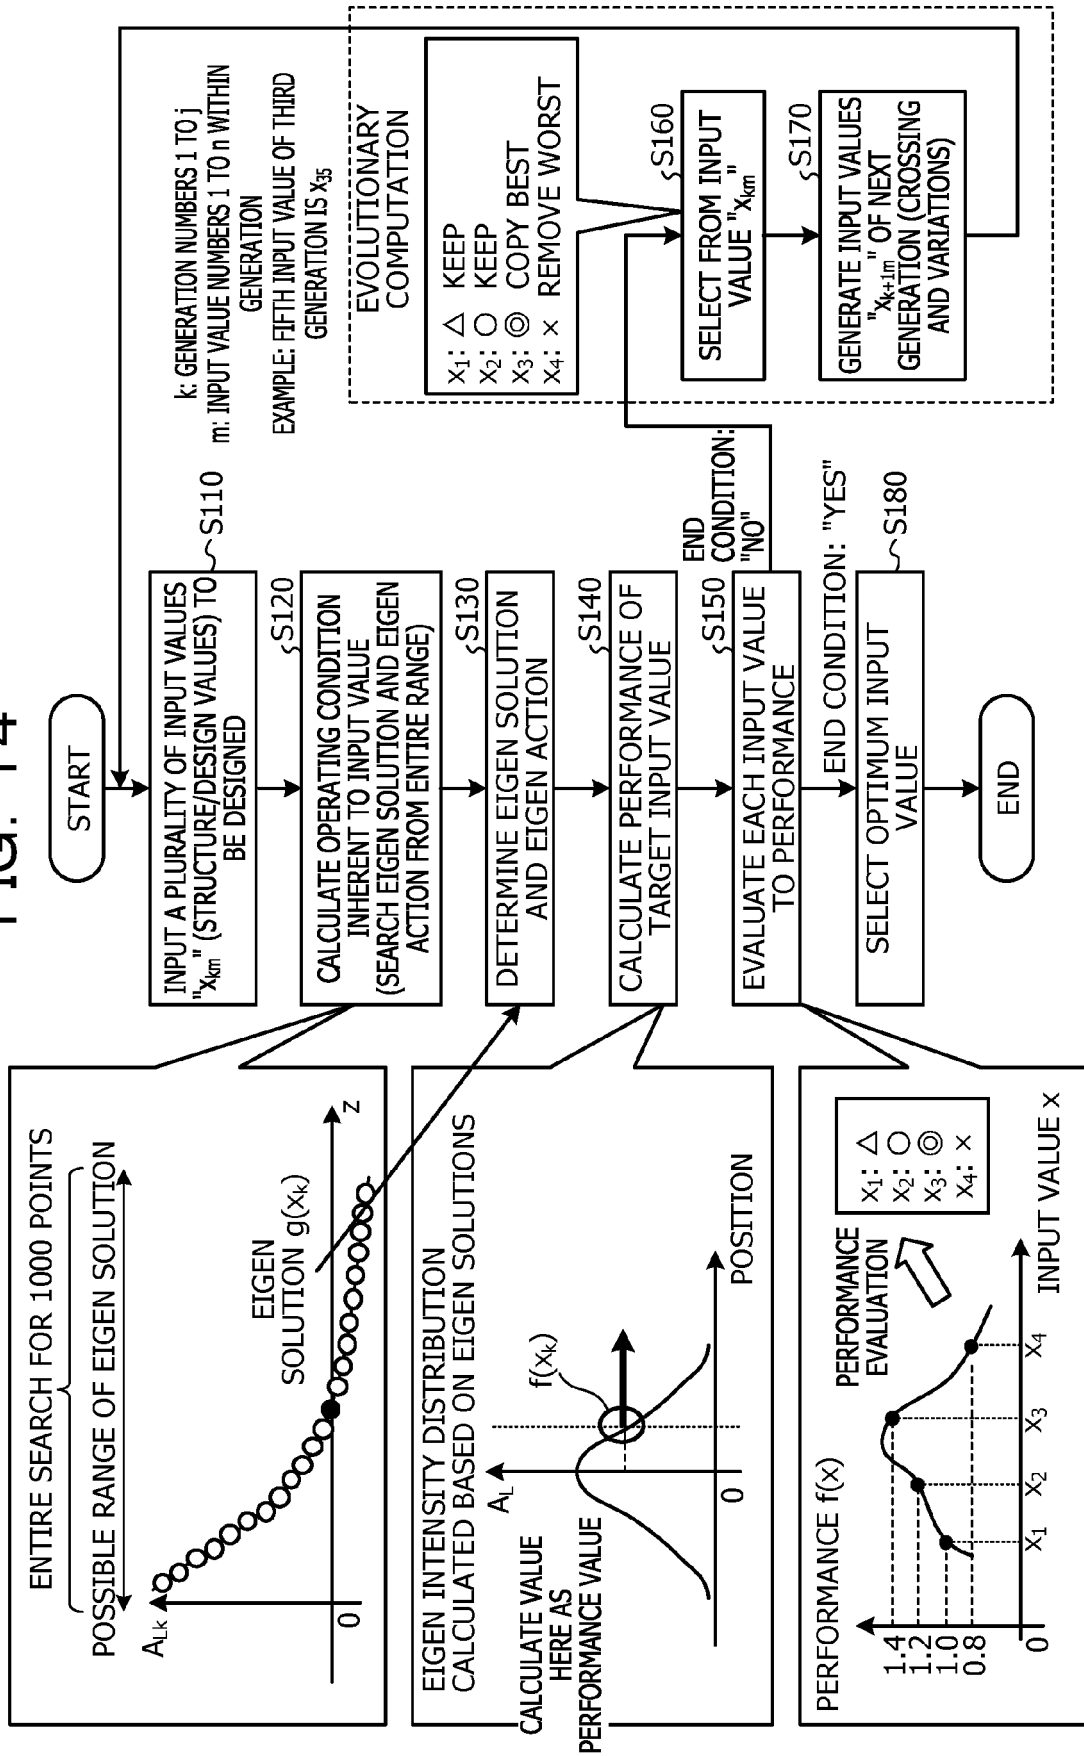 FIG. 14
START
INPUT A PLURALITY OF INPUT VALUES
"xkm" (STRUCTURE/DESIGN VALUES) TO
BE DESIGNED
S110
k: GENERATION NUMBERS 1 TO j
m: INPUT VALUE NUMBERS 1 TO n WITHIN
GENERATION
EXAMPLE: FIFTH INPUT VALUE OF THIRD
GENERATION IS x35
S120
CALCULATE OPERATING CONDITION
INHERENT TO INPUT VALUE
(SEARCH EIGEN SOLUTION AND EIGEN
ACTION FROM ENTIRE RANGE)
S130
DETERMINE EIGEN SOLUTION
AND EIGEN ACTION
S140
CALCULATE PERFORMANCE OF
TARGET INPUT VALUE
S150
EVALUATE EACH INPUT VALUE
TO PERFORMANCE
END
CONDITION:
"NO"
END CONDITION: "YES"
S180
SELECT OPTIMUM INPUT
VALUE
END
EVOLUTIONARY
COMPUTATION
x1: △ KEEP
x2: ○ KEEP
x3: ◎ COPY BEST
x4: × REMOVE WORST
S160
SELECT FROM INPUT
VALUE "xkm"
S170
GENERATE INPUT VALUES
"xk+1m" OF NEXT
GENERATION (CROSSING
AND VARIATIONS)
ENTIRE SEARCH FOR 1000 POINTS
POSSIBLE RANGE OF EIGEN SOLUTION
ALk
EIGEN
SOLUTION g(xk)
0
z
EIGEN INTENSITY DISTRIBUTION
CALCULATED BASED ON EIGEN SOLUTIONS
AL
f(xk)
CALCULATE VALUE
HERE AS
PERFORMANCE VALUE
0
POSITION
PERFORMANCE f(x)
PERFORMANCE
EVALUATION
x1: △
x2: ○
x3: ◎
x4: ×
1.4
1.2
1.0
0.8
0
x1 x2 x3 x4
INPUT VALUE x